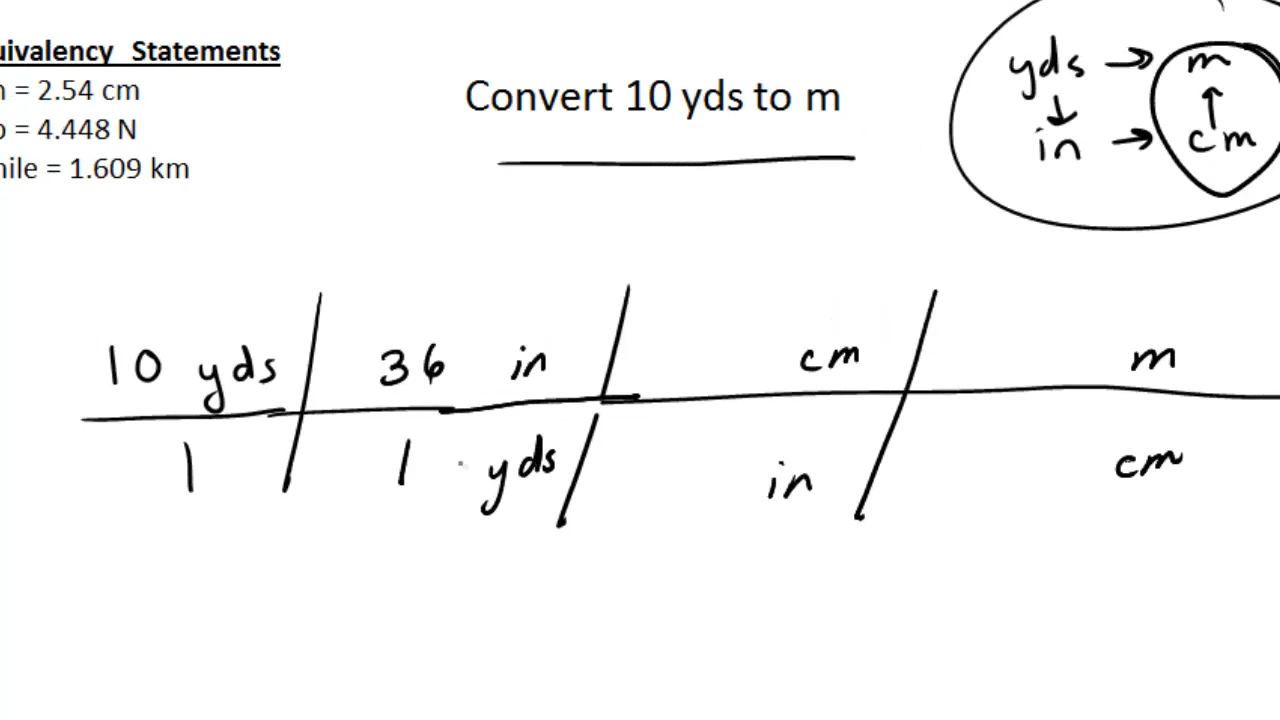 uivalency Statements
= 2.54 cm
= 4.448 N
ile = 1.609 km
Convert 10 yds to m
yds → m
↓ ↑
in → cm
10 yds 36 in cm m
1 1 yds in cm